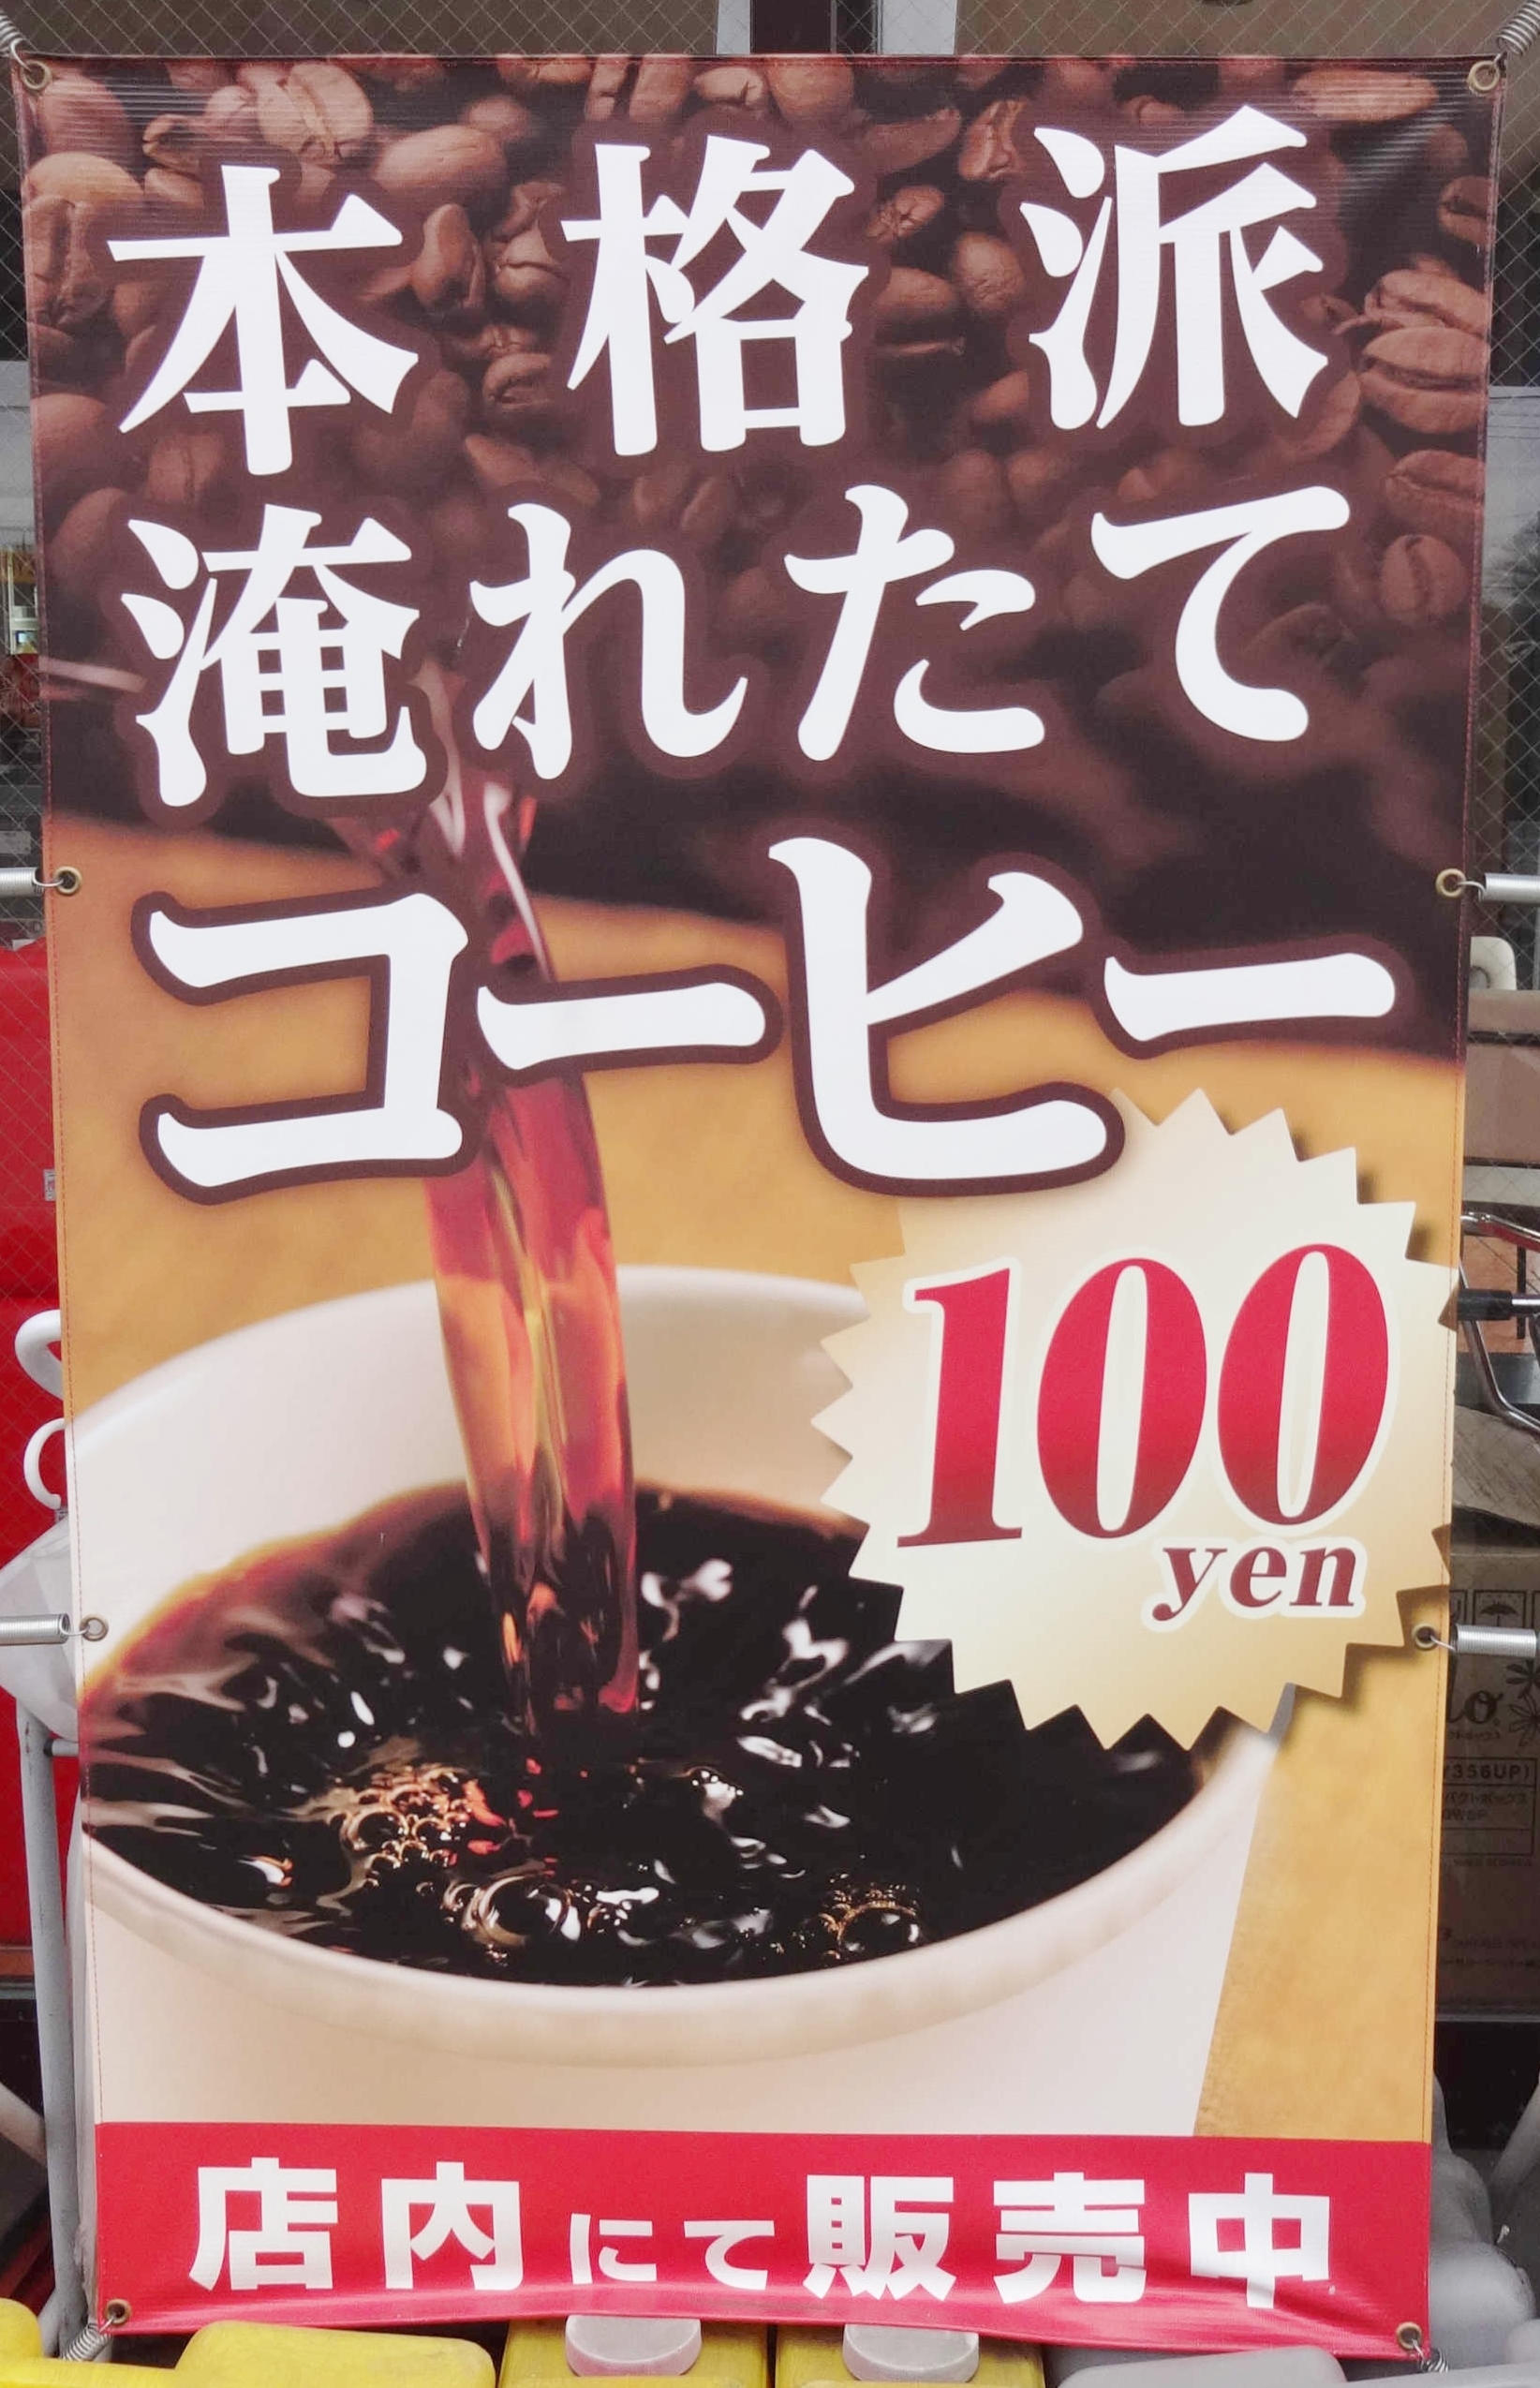 本格派
淹れたて
コーヒー
100
yen
店内にて販売中